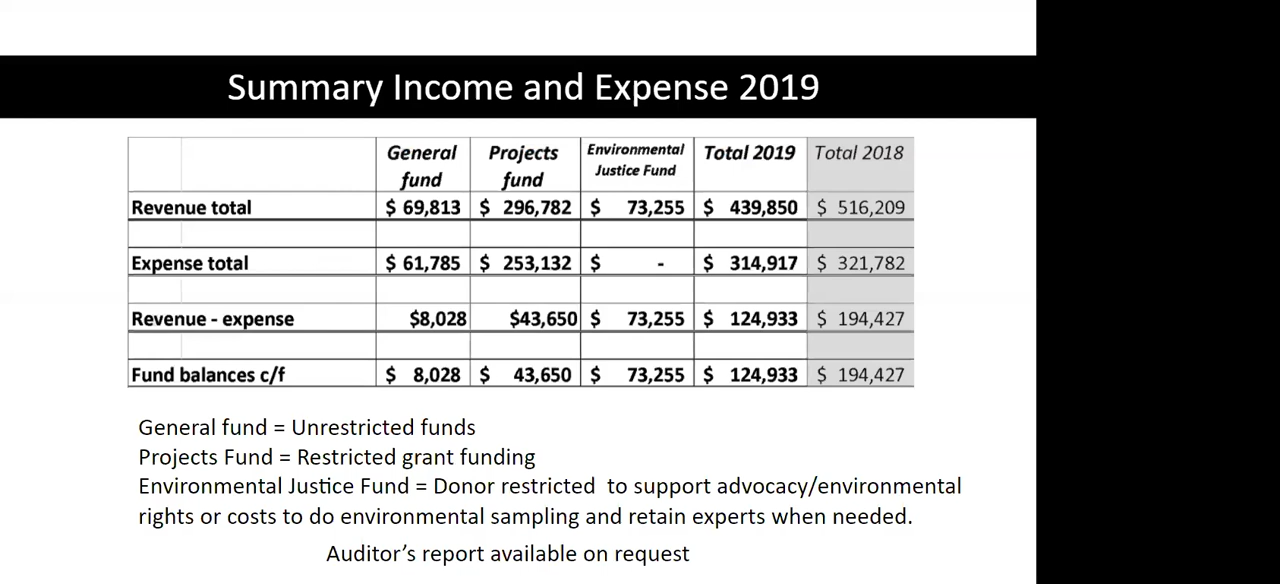 Summary Income and Expense 2019
General fund Projects fund Environmental Justice Fund Total 2019 Total 2018
Revenue total $ 69,813 $ 296,782 $ 73,255 $ 439,850 $ 516,209
Expense total $ 61,785 $ 253,132 $ - $ 314,917 $ 321,782
Revenue - expense $8,028 $43,650 $ 73,255 $ 124,933 $ 194,427
Fund balances c/f $ 8,028 $ 43,650 $ 73,255 $ 124,933 $ 194,427
General fund = Unrestricted funds
Projects Fund = Restricted grant funding
Environmental Justice Fund = Donor restricted to support advocacy/environmental
rights or costs to do environmental sampling and retain experts when needed.
Auditor’s report available on request